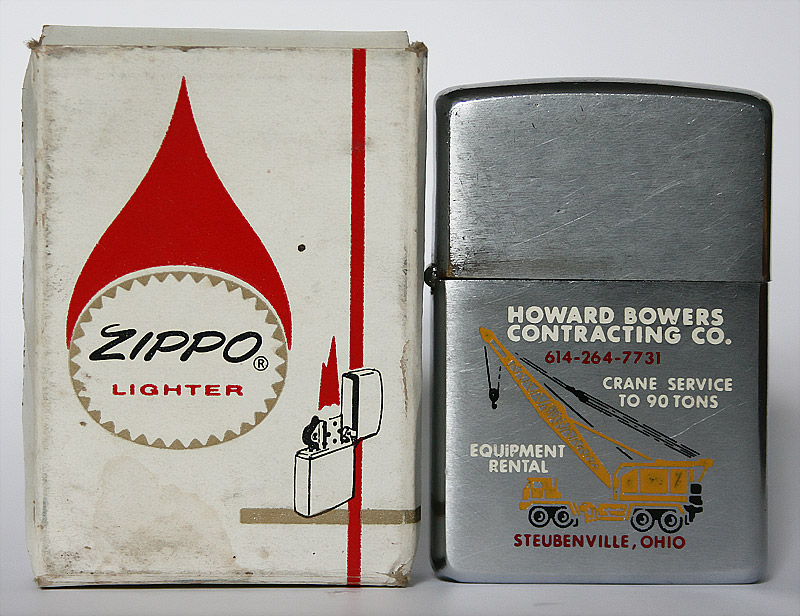 ZIPPO®
LIGHTER
HOWARD BOWERS
CONTRACTING CO.
614-264-7731
CRANE SERVICE
TO 90 TONS
EQUIPMENT
RENTAL
STEUBENVILLE, OHIO